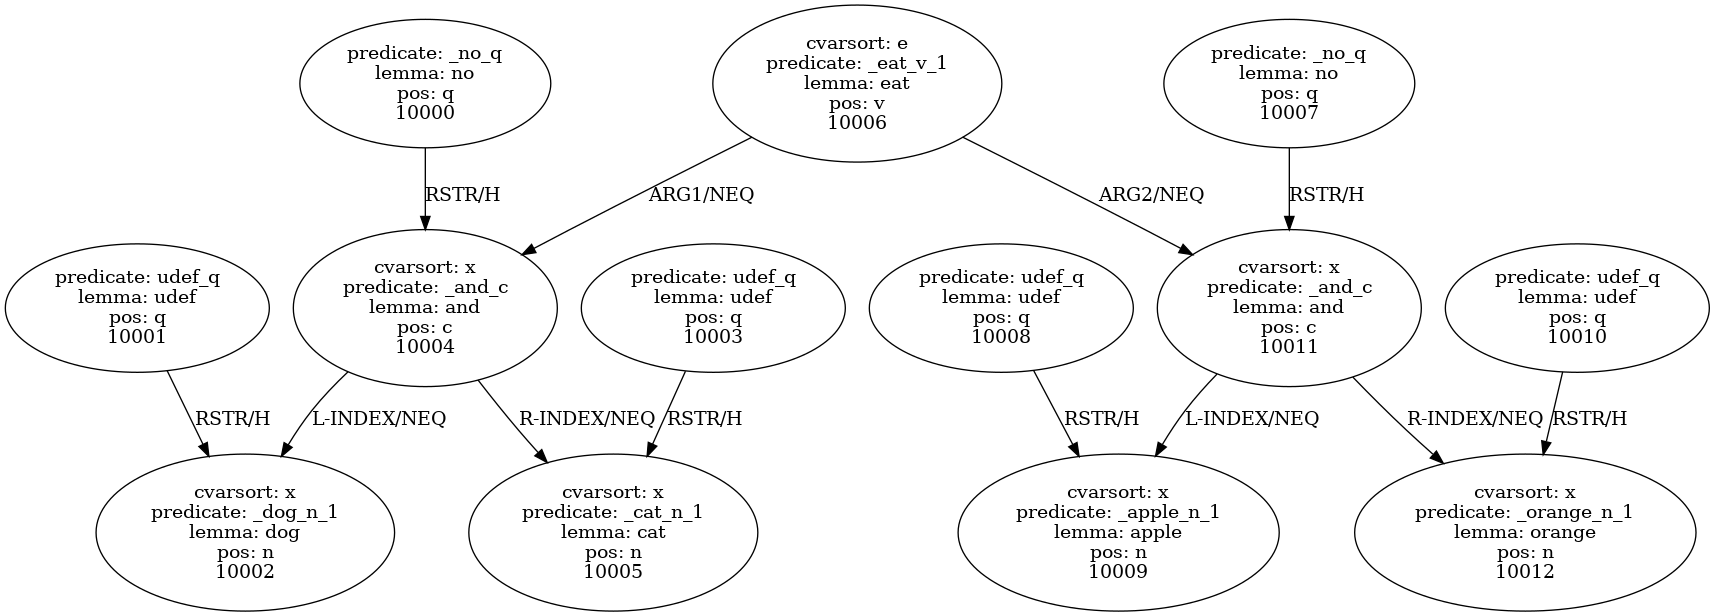 predicate: _no_q
lemma: no
pos: q
10000
cvarsort: e
predicate: _eat_v_1
lemma: eat
pos: v
10006
predicate: _no_q
lemma: no
pos: q
10007
RSTR/H
ARG1/NEQ
ARG2/NEQ
RSTR/H
predicate: udef_q
lemma: udef
pos: q
10001
cvarsort: x
predicate: _and_c
lemma: and
pos: c
10004
predicate: udef_q
lemma: udef
pos: q
10003
predicate: udef_q
lemma: udef
pos: q
10008
cvarsort: x
predicate: _and_c
lemma: and
pos: c
10011
predicate: udef_q
lemma: udef
pos: q
10010
RSTR/H
L-INDEX/NEQ
R-INDEX/NEQ
RSTR/H
RSTR/H
L-INDEX/NEQ
R-INDEX/NEQ
RSTR/H
cvarsort: x
predicate: _dog_n_1
lemma: dog
pos: n
10002
cvarsort: x
predicate: _cat_n_1
lemma: cat
pos: n
10005
cvarsort: x
predicate: _apple_n_1
lemma: apple
pos: n
10009
cvarsort: x
predicate: _orange_n_1
lemma: orange
pos: n
10012